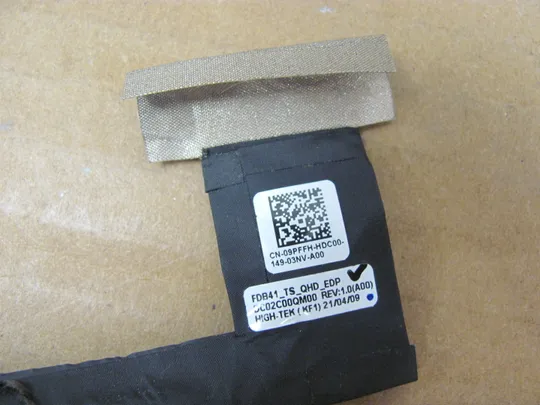 CN-09PFFH-HDC00-
149-03NV-A00
FDB41_TS_QHD_EDP
DC02C00QM00 REV:1.0(A00)
HIGH-TEK (KF1) 21/04/09